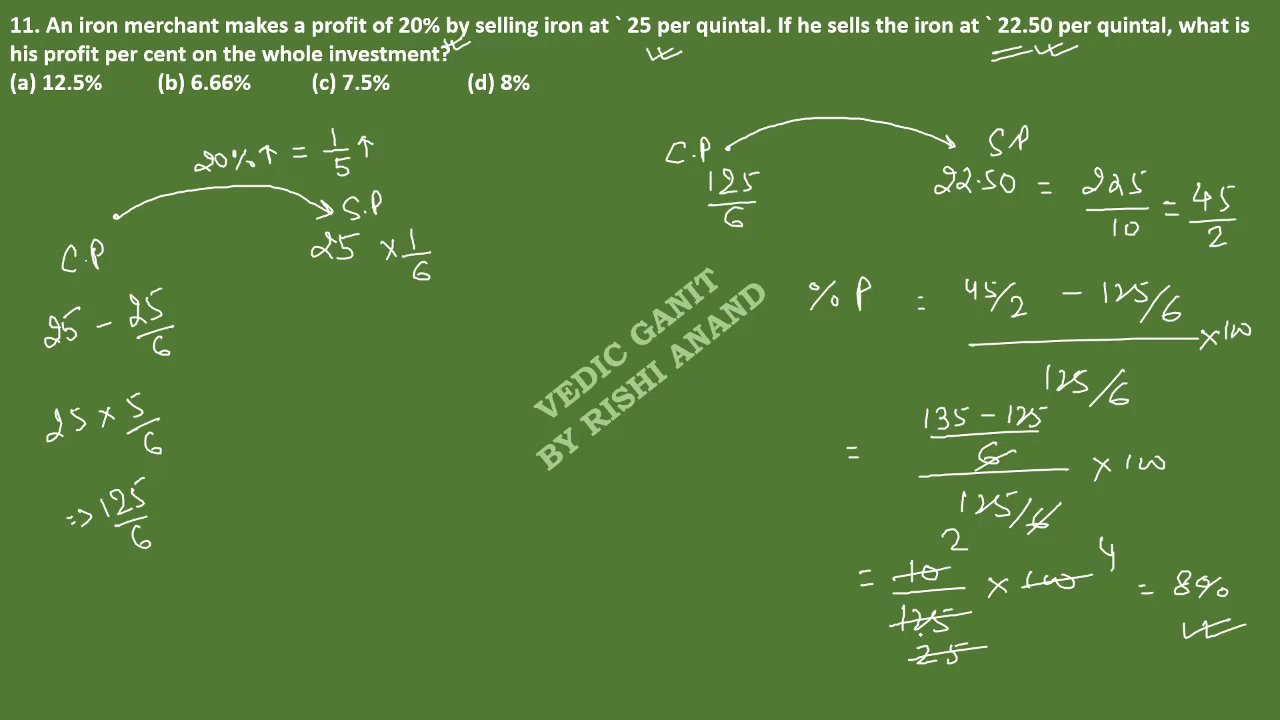 11. An iron merchant makes a profit of 20% by selling iron at ` 25 per quintal. If he sells the iron at ` 22.50 per quintal, what is
his profit per cent on the whole investment?
(a) 12.5% (b) 6.66% (c) 7.5% (d) 8%
20%↑ = 1/5↑
C.P
S.P
25 × 1/6
25 - 25/6
25 × 5/6
=> 125/6
C.P
S P
125/6
22.50 = 225/10 = 45/2
% P = (45/2 - 125/6)/(125/6) × 100
= ((135 - 125)/6)/(125/6) × 100
2
4
= 10/125 × 100 = 8%
25
VEDIC GANIT
BY RISHI ANAND